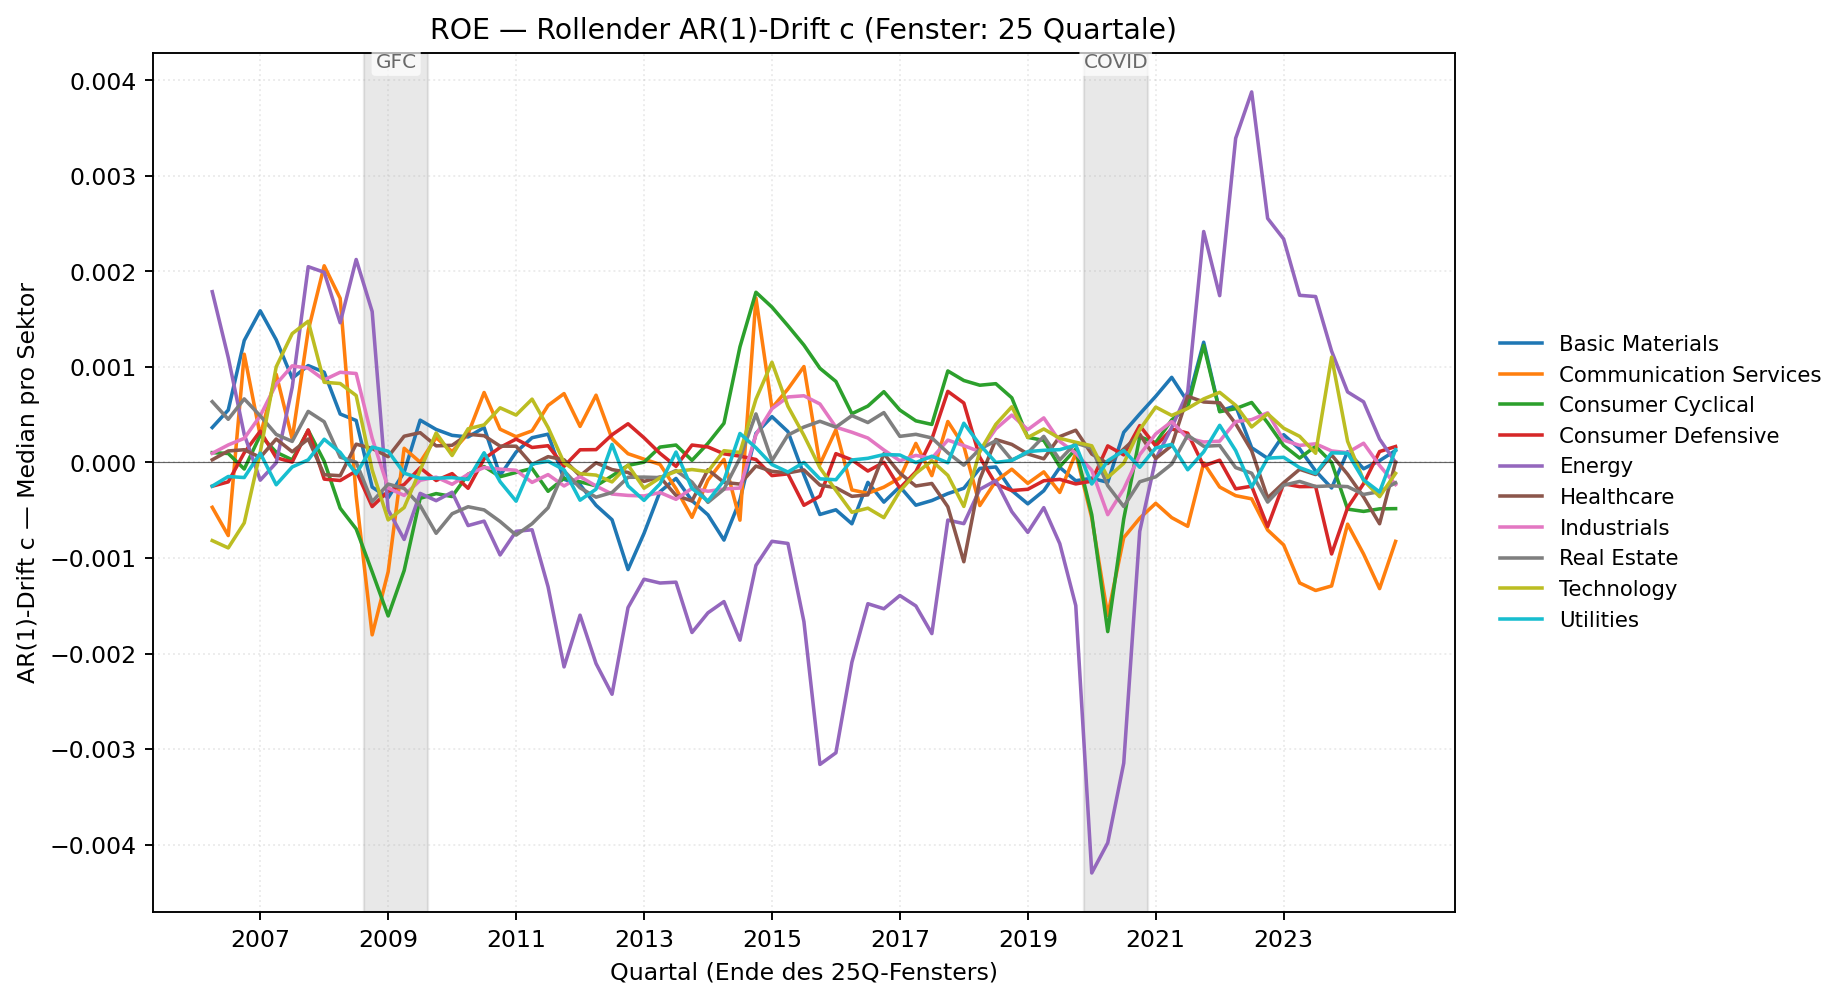 ROE — Rollender AR(1)-Drift c (Fenster: 25 Quartale)
GFC
COVID
0.004
0.003
0.002
0.001
0.000
−0.001
−0.002
−0.003
−0.004
AR(1)-Drift c — Median pro Sektor
2007
2009
2011
2013
2015
2017
2019
2021
2023
Quartal (Ende des 25Q-Fensters)
Basic Materials
Communication Services
Consumer Cyclical
Consumer Defensive
Energy
Healthcare
Industrials
Real Estate
Technology
Utilities